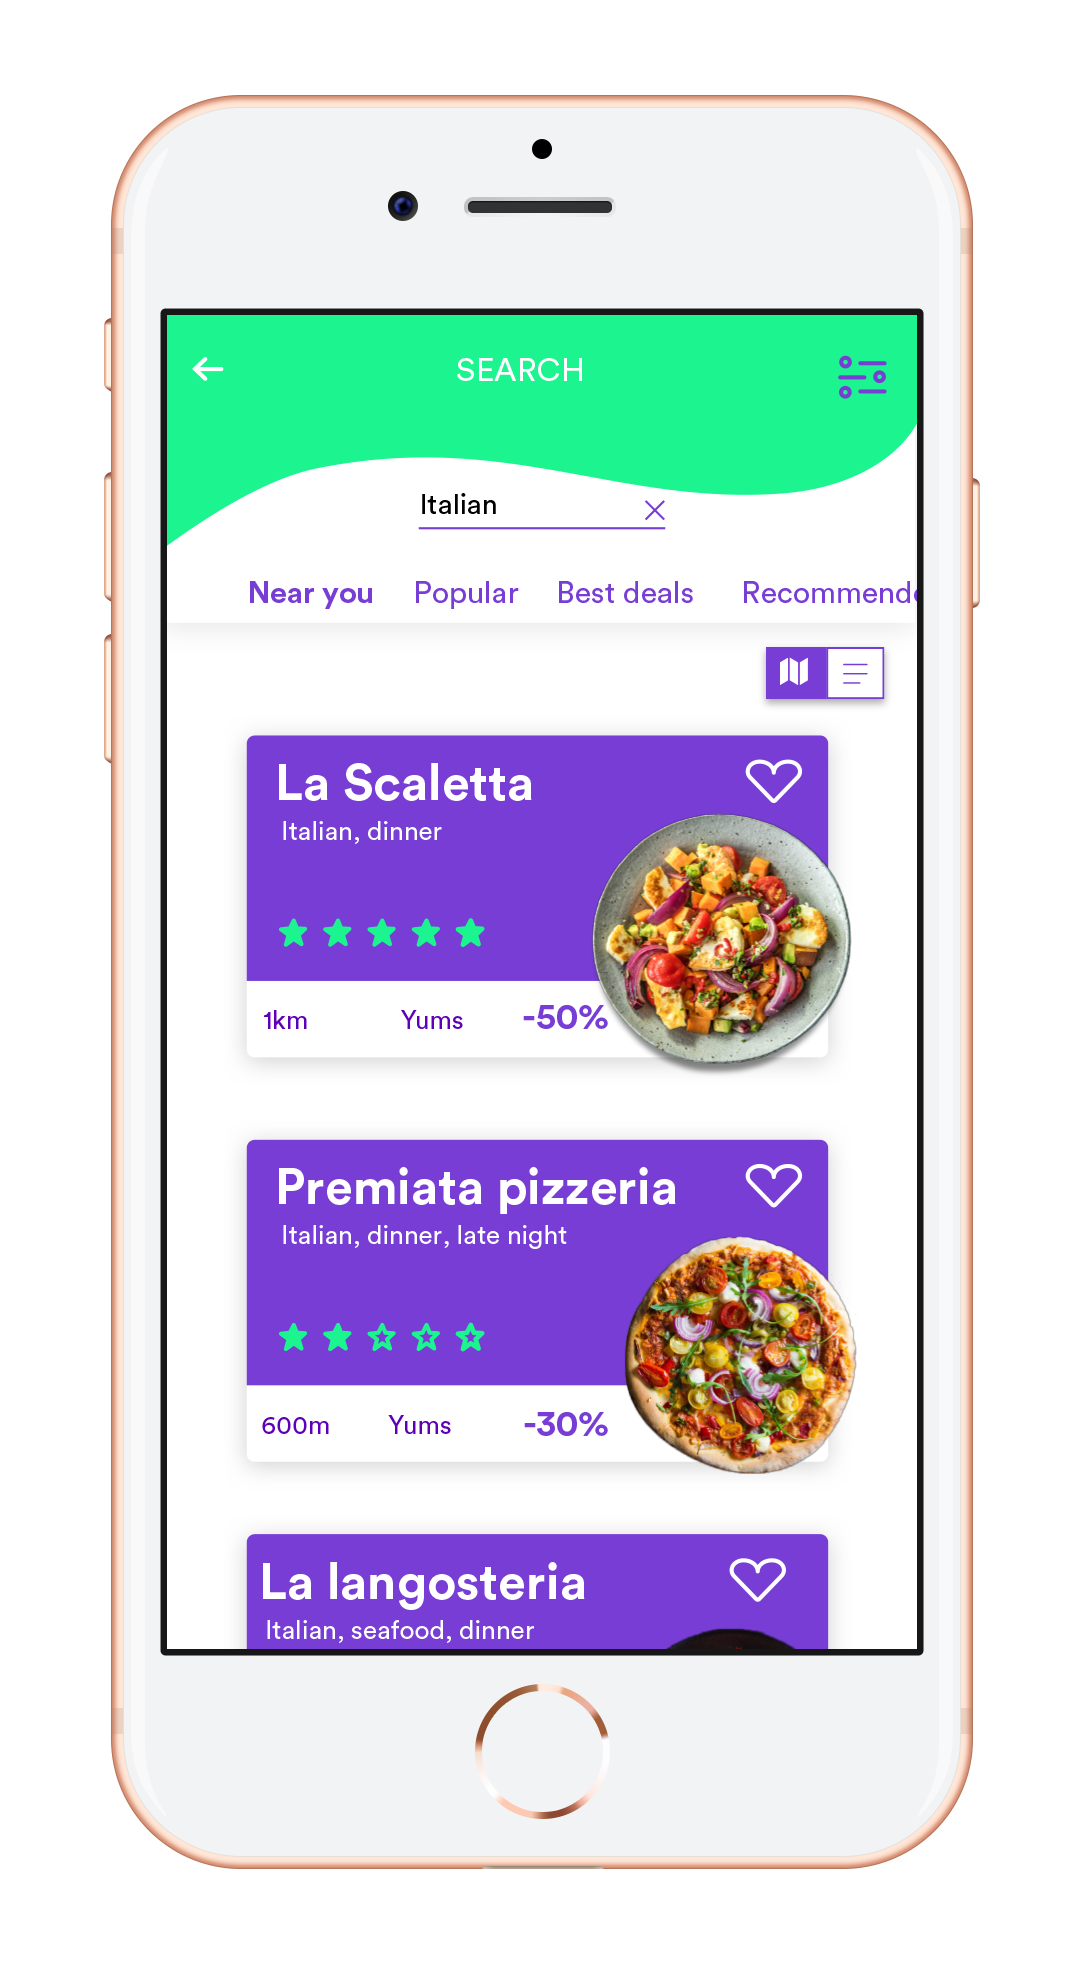 SEARCH
Italian
Near you Popular Best deals Recommende
La Scaletta
Italian, dinner
1km Yums -50%
Premiata pizzeria
Italian, dinner, late night
600m Yums -30%
La langosteria
Italian, seafood, dinner